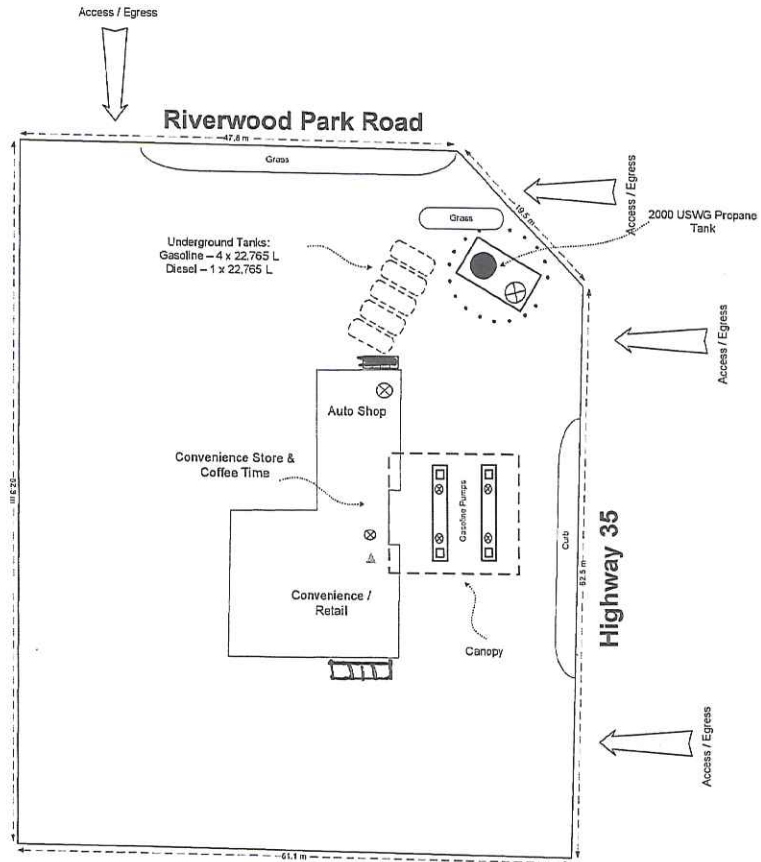 Access / Egress
Riverwood Park Road
47.8 m
Grass
19.5 m
Access / Egress
Grass
2000 USWG Propane
Tank
Underground Tanks:
Gasoline – 4 x 22,765 L
Diesel – 1 x 22,765 L
Access / Egress
Auto Shop
Convenience Store &
Coffee Time
Gasoline Pumps
Curb
62.5 m
Highway 35
Convenience /
Retail
Canopy
Access / Egress
61.1 m